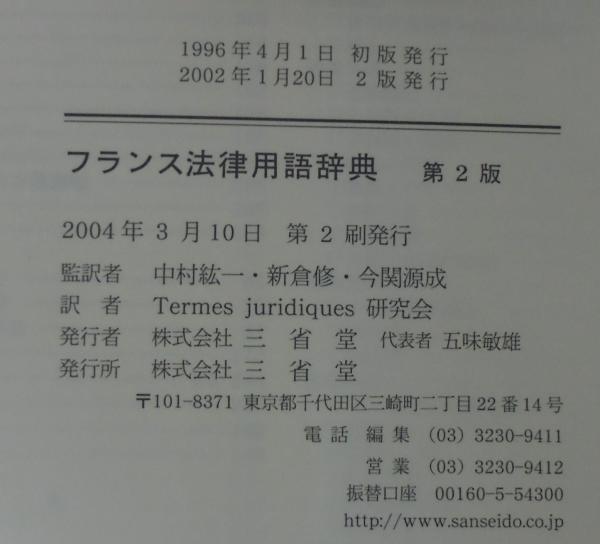 1996年4月1日 初版発行
2002年1月20日 2版発行
フランス法律用語辞典 第2版
2004年3月10日 第2刷発行
監訳者 中村紘一・新倉修・今関源成
訳者 Termes juridiques 研究会
発行者 株式会社 三省堂 代表者 五味敏雄
発行所 株式会社 三省堂
〒101-8371 東京都千代田区三崎町二丁目22番14号
電話 編集 (03) 3230-9411
営業 (03) 3230-9412
振替口座 00160-5-54300
http://www.sanseido.co.jp